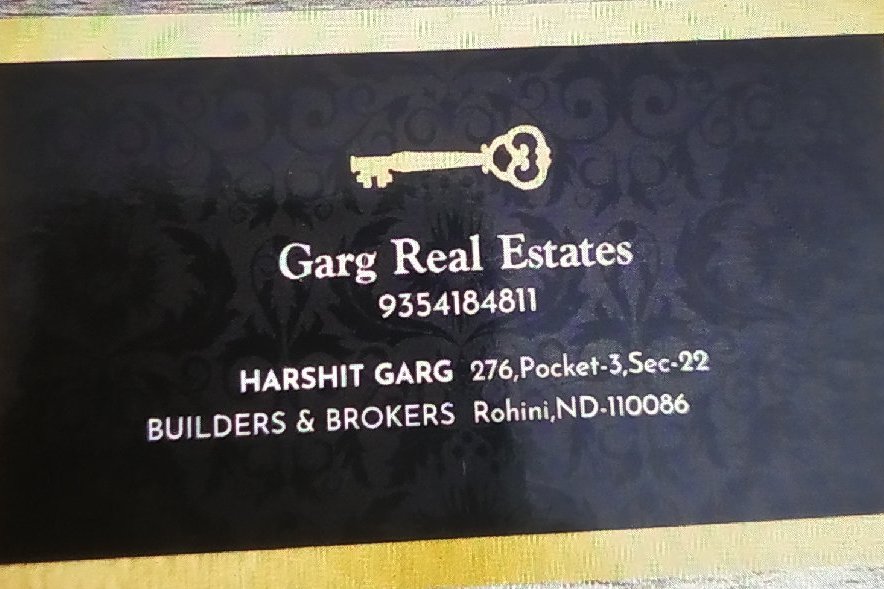 Garg Real Estates
9354184811
HARSHIT GARG 276,Pocket-3,Sec-22
BUILDERS & BROKERS Rohini,ND-110086